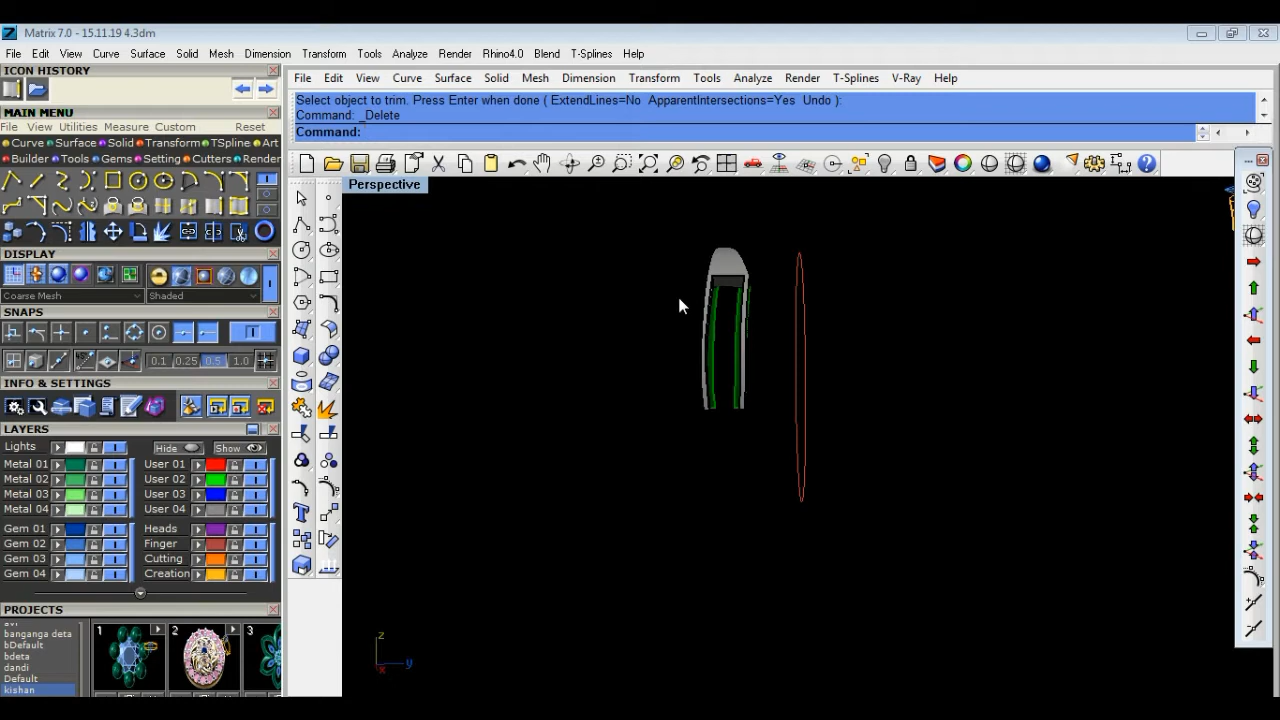 Matrix 7.0 - 15.11.19 4.3dm
File Edit View Curve Surface Solid Mesh Dimension Transform Tools Analyze Render Rhino4.0 Blend T-Splines Help
ICON HISTORY
MAIN MENU
File View Utilities Measure Custom Reset
Curve Surface Solid Transform TSpline Art
Builder Tools Gems Setting Cutters Render
DISPLAY
Coarse Mesh Shaded
SNAPS
0.1 0.25 0.5 1.0
INFO & SETTINGS
LAYERS
Lights Hide Show
Metal 01 User 01
Metal 02 User 02
Metal 03 User 03
Metal 04 User 04
Gem 01 Heads
Gem 02 Finger
Gem 03 Cutting
Gem 04 Creation
PROJECTS
avi
banganga deta
bDefault
bdeta
dandi
Default
kishan
1 2 3
File Edit View Curve Surface Solid Mesh Dimension Transform Tools Analyze Render T-Splines V-Ray Help
Select object to trim. Press Enter when done ( ExtendLines=No ApparentIntersections=Yes Undo ):
Command: _Delete
Command:
Perspective
z
y
x